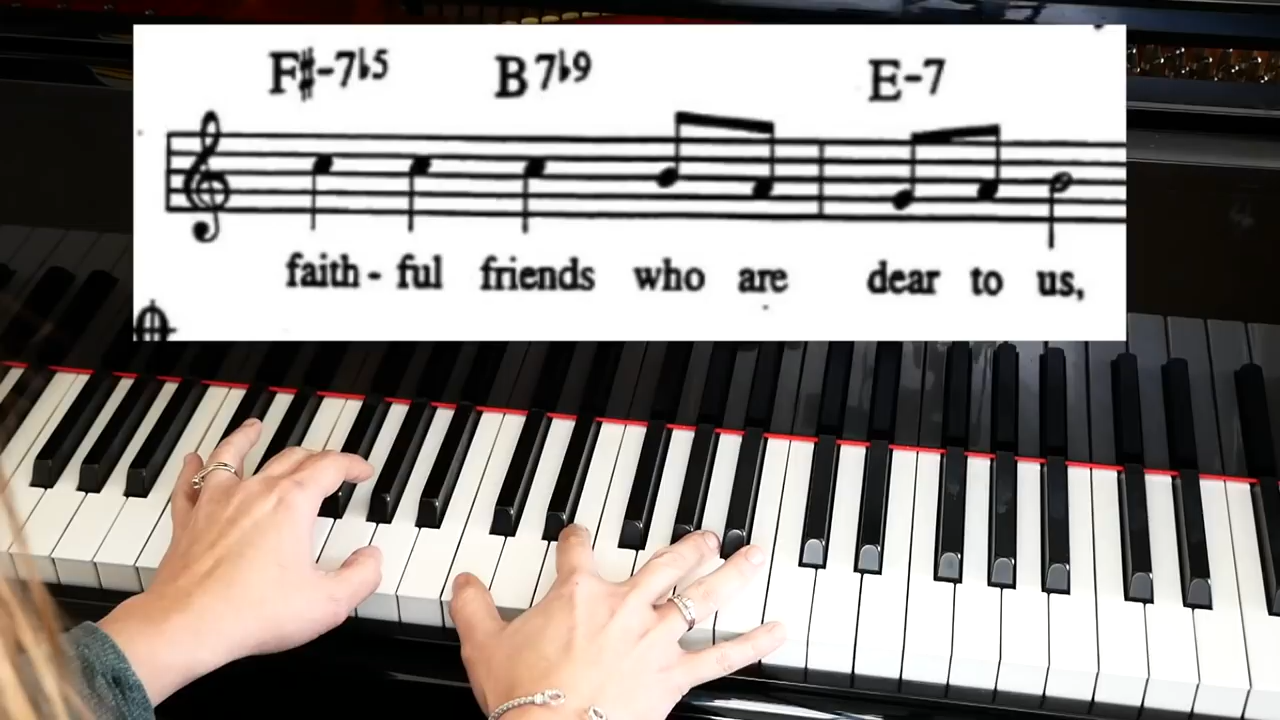 F♯-7♭5 B7♭9 E-7
faith - ful friends who are dear to us,